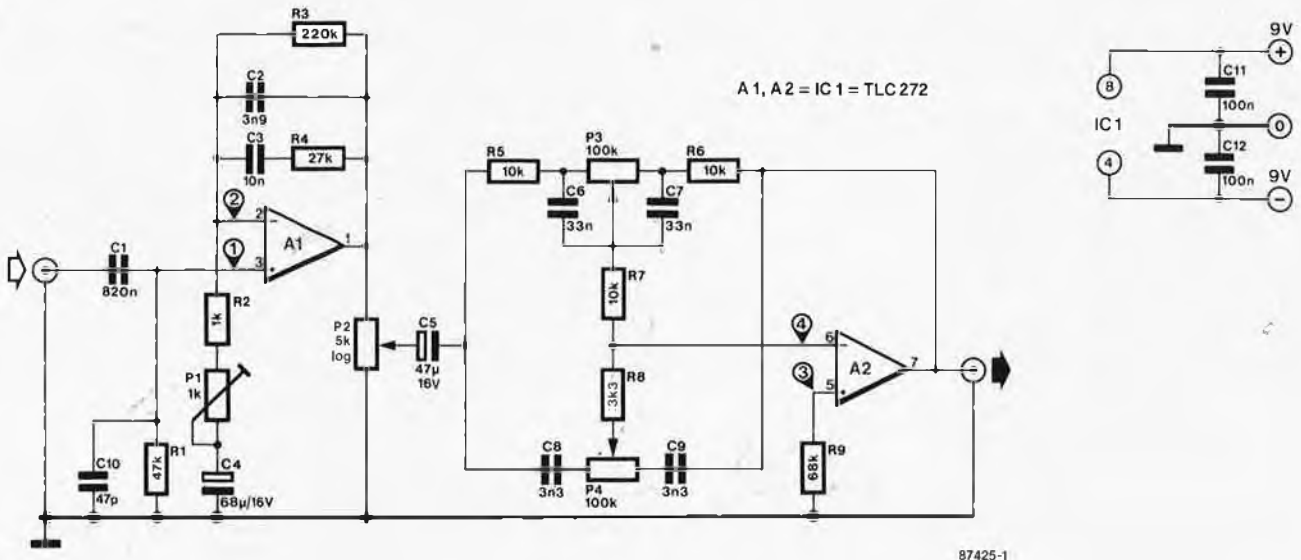 R3
220k
C2
3n9
C3
R4
10n
27k
2
2
A1
1
1
3
C1
820n
R2
1k
P1
1k
C10
47p
R1
47k
C4
68µ/16V
P2
5k
log
C5
47µ
16V
A1, A2 = IC1 = TLC272
R5
10k
P3
100k
R6
10k
C6
33n
C7
33n
R7
10k
R8
3k3
C8
3n3
P4
100k
C9
3n3
4
6
3
5
A2
7
R9
68k
9V
+
8
C11
100n
IC1
0
4
C12
100n
9V
−
87425-1